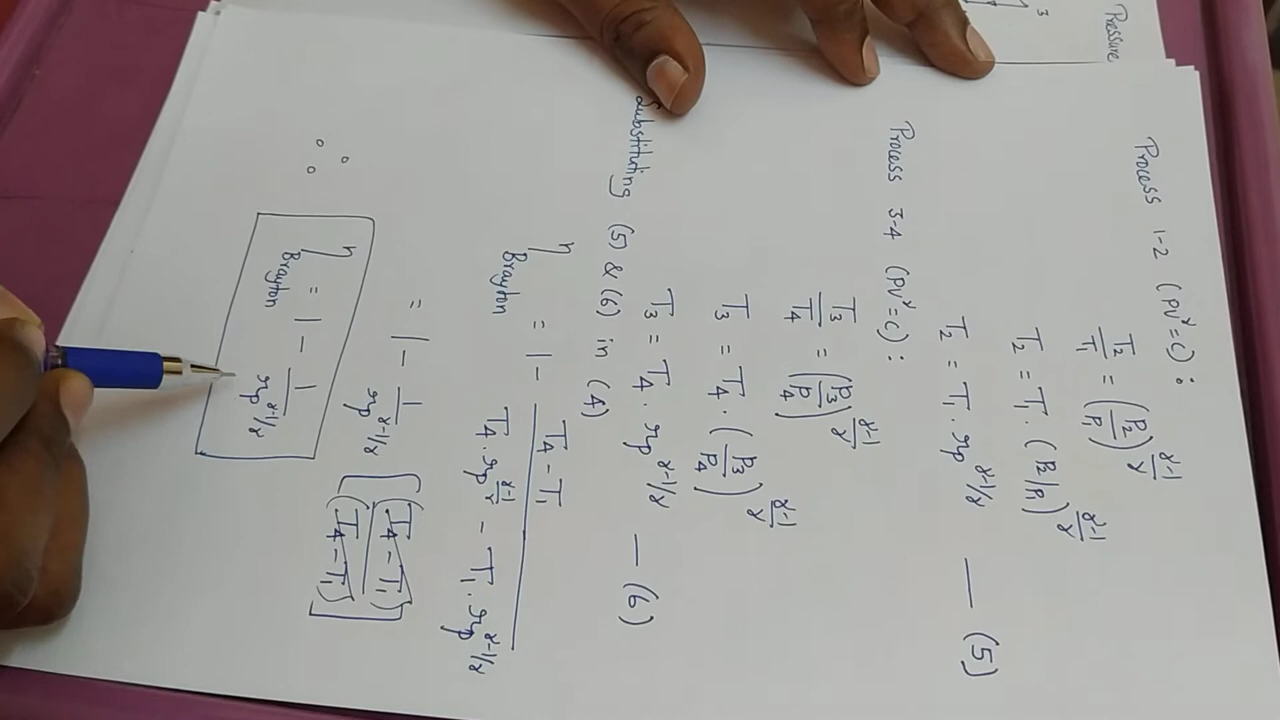 Pressure
3
Process 1-2 (PV^γ=C):
T2/T1 = (P2/P1)^(γ-1/γ)
T2 = T1 . (P2/P1)^(γ-1/γ)
T2 = T1 . rp^(γ-1/γ) — (5)
Process 3-4 (PV^γ=C):
T3/T4 = (P3/P4)^(γ-1/γ)
T3 = T4 . (P3/P4)^(γ-1/γ)
T3 = T4 . rp^(γ-1/γ) — (6)
Substituting (5) & (6) in (4)
η Brayton = 1 - (T4 - T1)/(T4 . rp^(γ-1/γ) - T1 . rp^(γ-1/γ))
= 1 - 1/rp^(γ-1/γ) [(T4 - T1)/(T4 - T1)]
∴ η Brayton = 1 - 1/rp^(γ-1/γ)